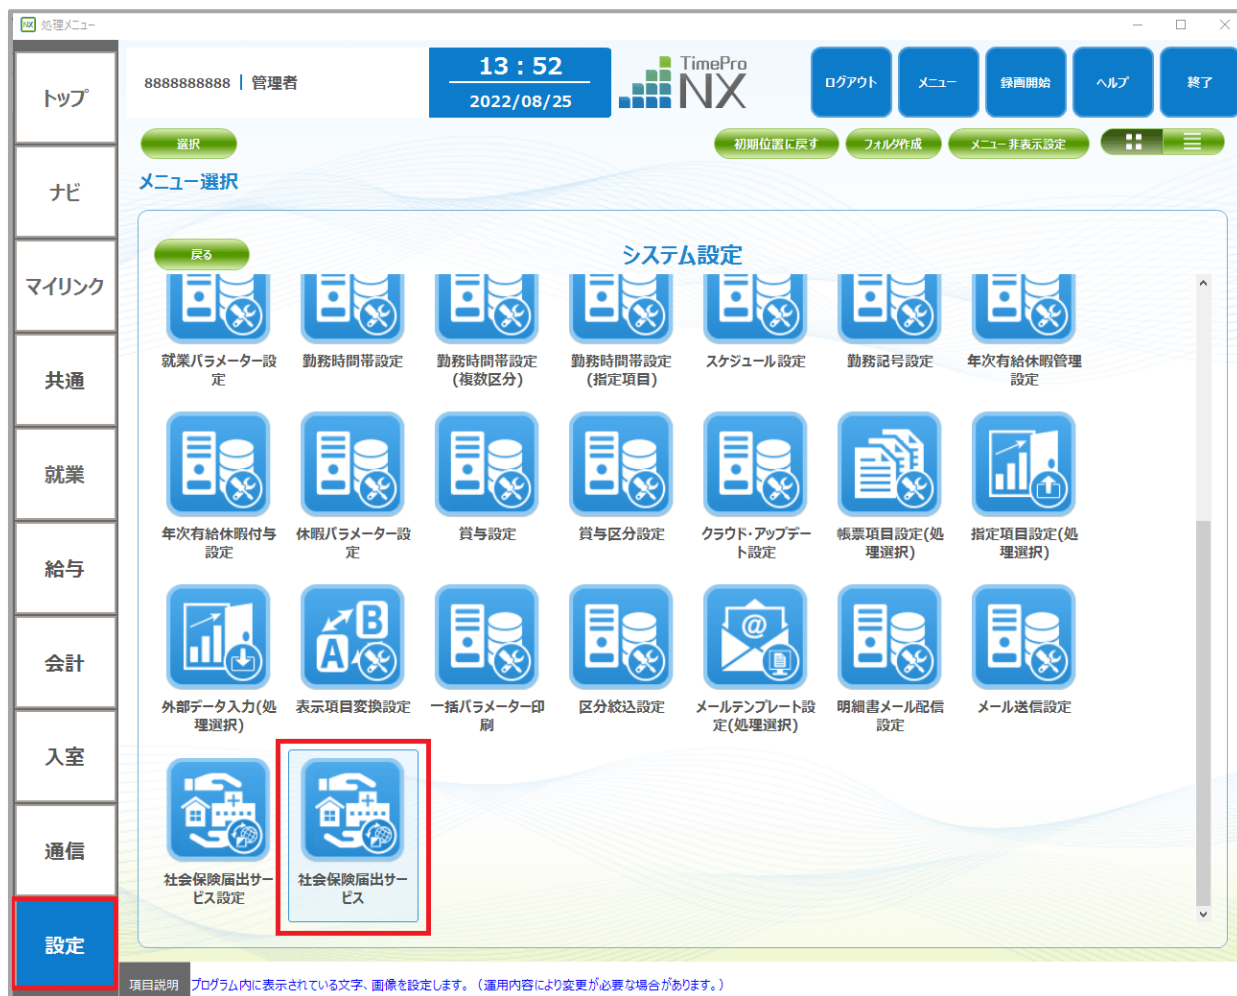 NX 処理メニュー
トップ
ナビ
マイリンク
共通
就業
給与
会計
入室
通信
設定
8888888888 | 管理者
13：52
2022/08/25
TimePro
NX
ログアウト
メニュー
録画開始
ヘルプ
終了
選択
初期位置に戻す
フォルダ作成
メニュー非表示設定
メニュー選択
戻る
システム設定
就業パラメーター設
定
勤務時間帯設定
勤務時間帯設定
(複数区分)
勤務時間帯設定
(指定項目)
スケジュール設定
勤務記号設定
年次有給休暇管理
設定
年次有給休暇付与
設定
休暇パラメーター設
定
賞与設定
賞与区分設定
クラウド・アップデー
ト設定
帳票項目設定(処
理選択)
指定項目設定(処
理選択)
外部データ入力(処
理選択)
A B
表示項目変換設定
一括パラメーター印
刷
区分絞込設定
@
メールテンプレート設
定(処理選択)
明細書メール配信
設定
メール送信設定
社会保険届出サー
ビス設定
社会保険届出サー
ビス
項目説明
プログラム内に表示されている文字、画像を設定します。（運用内容により変更が必要な場合があります。）